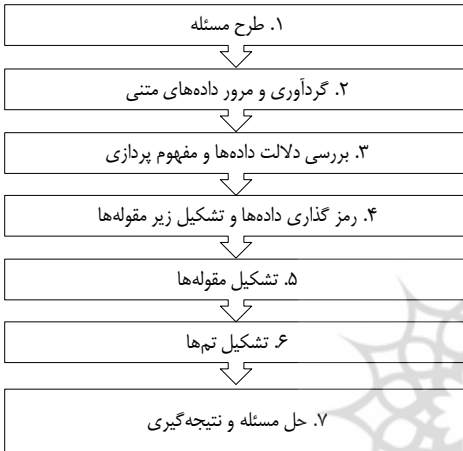 ۱. طرح مسئله
۲. گردآوری و مرور داده‌های متنی
۳. بررسی دلالت داده‌ها و مفهوم پردازی
۴. رمز گذاری داده‌ها و تشکیل زیر مقوله‌ها
۵. تشکیل مقوله‌ها
۶. تشکیل تم‌ها
۷. حل مسئله و نتیجه‌گیری